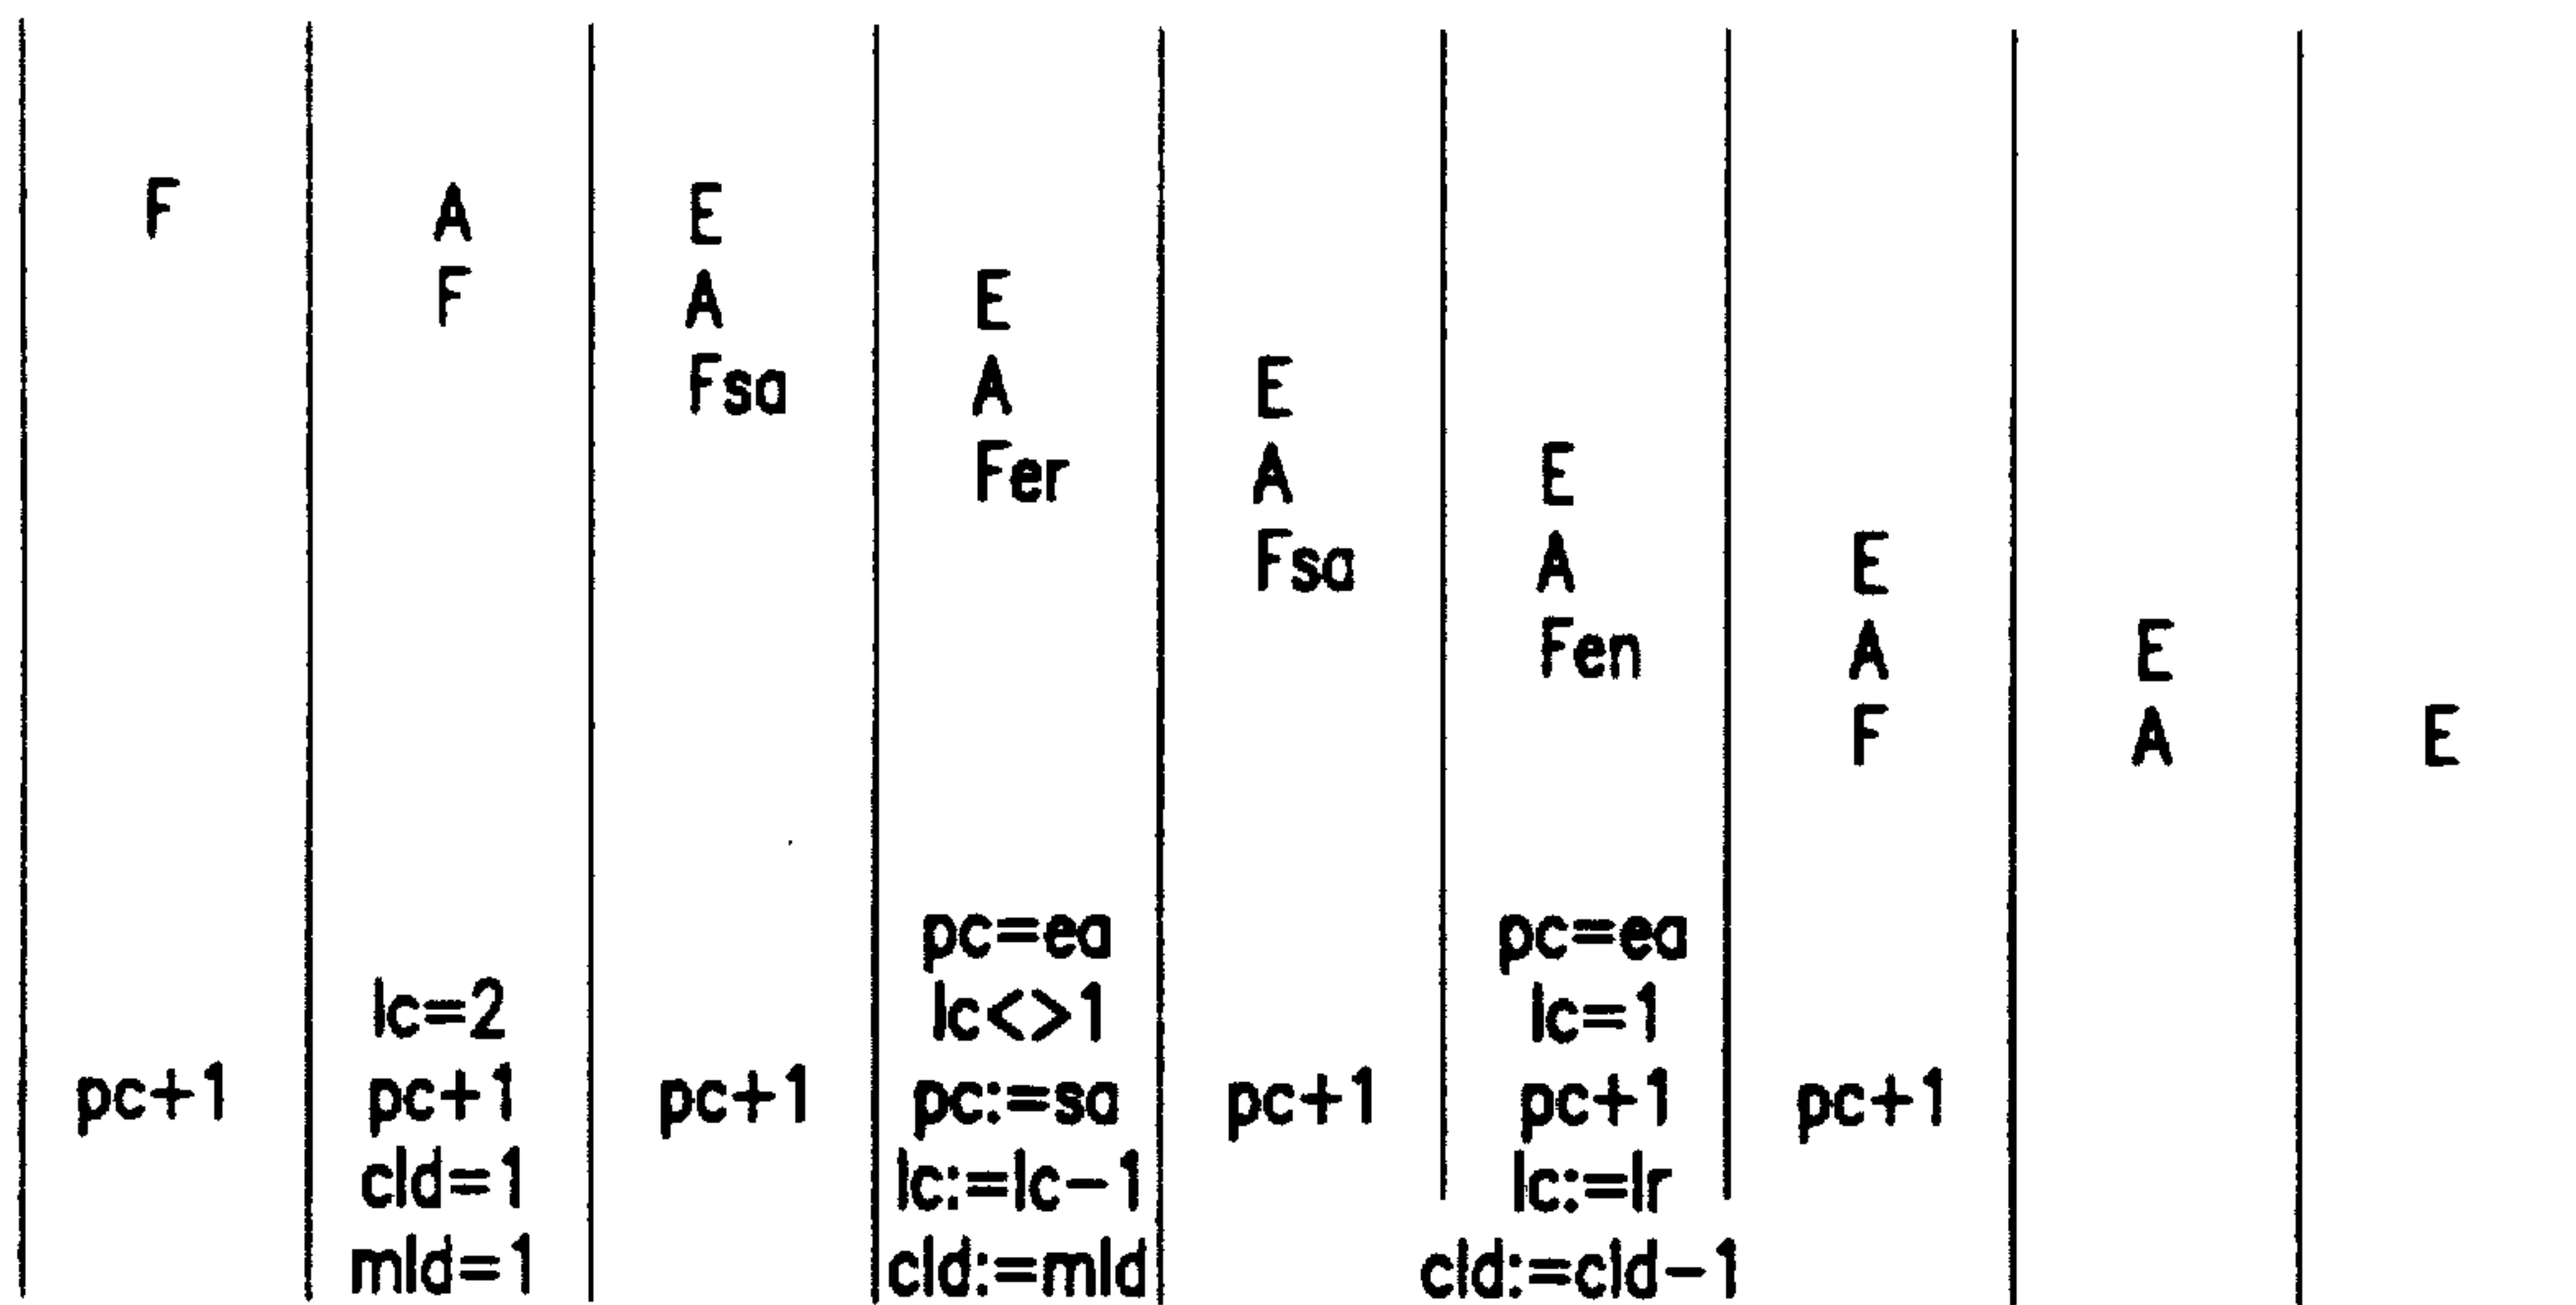 F A E
F A E
Fsa A E
Fer A E
Fsa A E
Fen A E
F A E
pc=ea pc=ea
lc=2 lc<>1 lc=1
pc+1 pc+1 pc+1 pc:=sa pc+1 pc+1 pc+1
cld=1 lc:=lc-1 lc:=lr
mld=1 cld:=mld cld:=cld-1